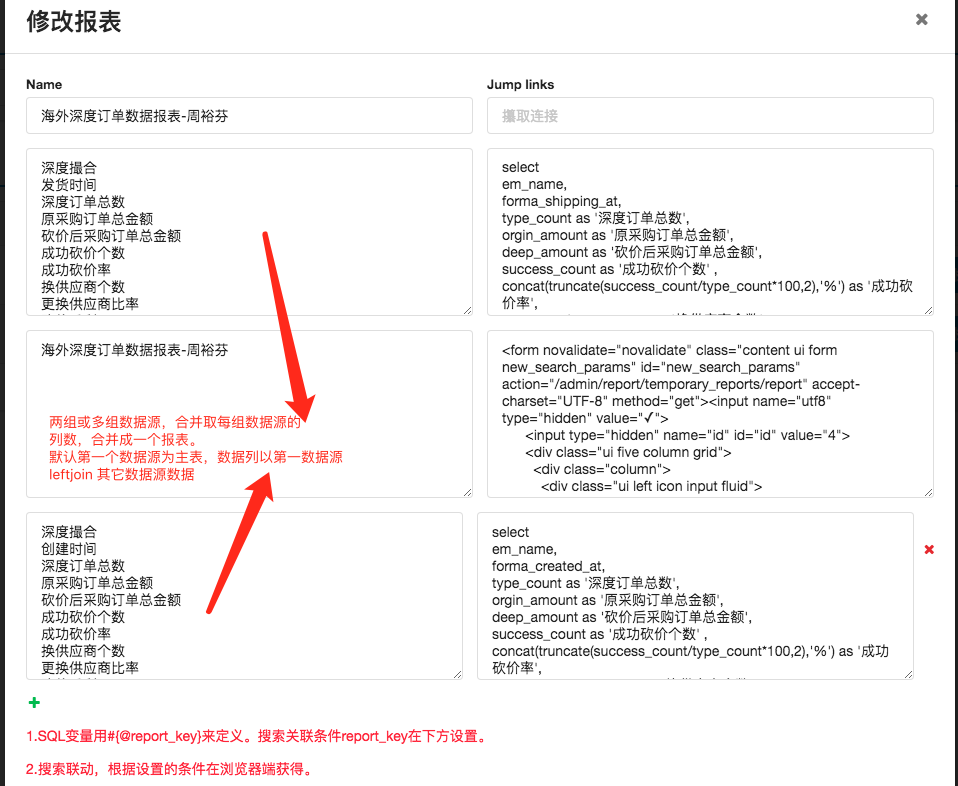 修改报表
Name
Jump links
海外深度订单数据报表-周裕芬
攥取连接
深度撮合
发货时间
深度订单总数
原采购订单总金额
砍价后采购订单总金额
成功砍价个数
成功砍价率
换供应商个数
更换供应商比率
select
em_name,
forma_shipping_at,
type_count as '深度订单总数',
orgin_amount as '原采购订单总金额',
deep_amount as '砍价后采购订单总金额',
success_count as '成功砍价个数' ,
concat(truncate(success_count/type_count*100,2),'%') as '成功砍
价率',
海外深度订单数据报表-周裕芬
两组或多组数据源，合并取每组数据源的
列数，合并成一个报表。
默认第一个数据源为主表，数据列以第一数据源
leftjoin 其它数据源数据
<form novalidate="novalidate" class="content ui form
new_search_params" id="new_search_params"
action="/admin/report/temporary_reports/report" accept-
charset="UTF-8" method="get"><input name="utf8"
type="hidden" value="✓">
<input type="hidden" name="id" id="id" value="4">
<div class="ui five column grid">
<div class="column">
<div class="ui left icon input fluid">
深度撮合
创建时间
深度订单总数
原采购订单总金额
砍价后采购订单总金额
成功砍价个数
成功砍价率
换供应商个数
更换供应商比率
select
em_name,
forma_created_at,
type_count as '深度订单总数',
orgin_amount as '原采购订单总金额',
deep_amount as '砍价后采购订单总金额',
success_count as '成功砍价个数' ,
concat(truncate(success_count/type_count*100,2),'%') as '成功
砍价率',
1.SQL变量用#{@report_key}来定义。搜索关联条件report_key在下方设置。
2.搜索联动，根据设置的条件在浏览器端获得。